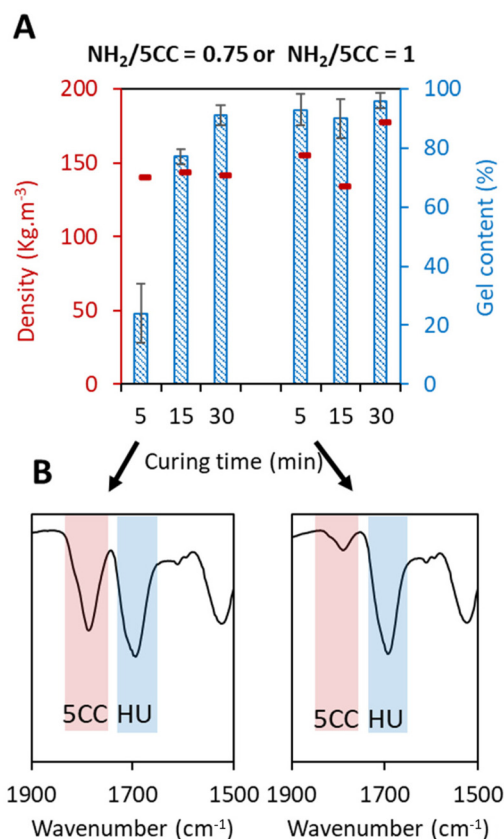 A
NH₂/5CC = 0.75 or NH₂/5CC = 1
200
150
100
50
0
Density (Kg.m⁻³)
100
80
60
40
20
0
Gel content (%)
5 15 30 5 15 30
Curing time (min)
B
5CC HU
5CC HU
1900 1700 1500
1900 1700 1500
Wavenumber (cm⁻¹)
Wavenumber (cm⁻¹)